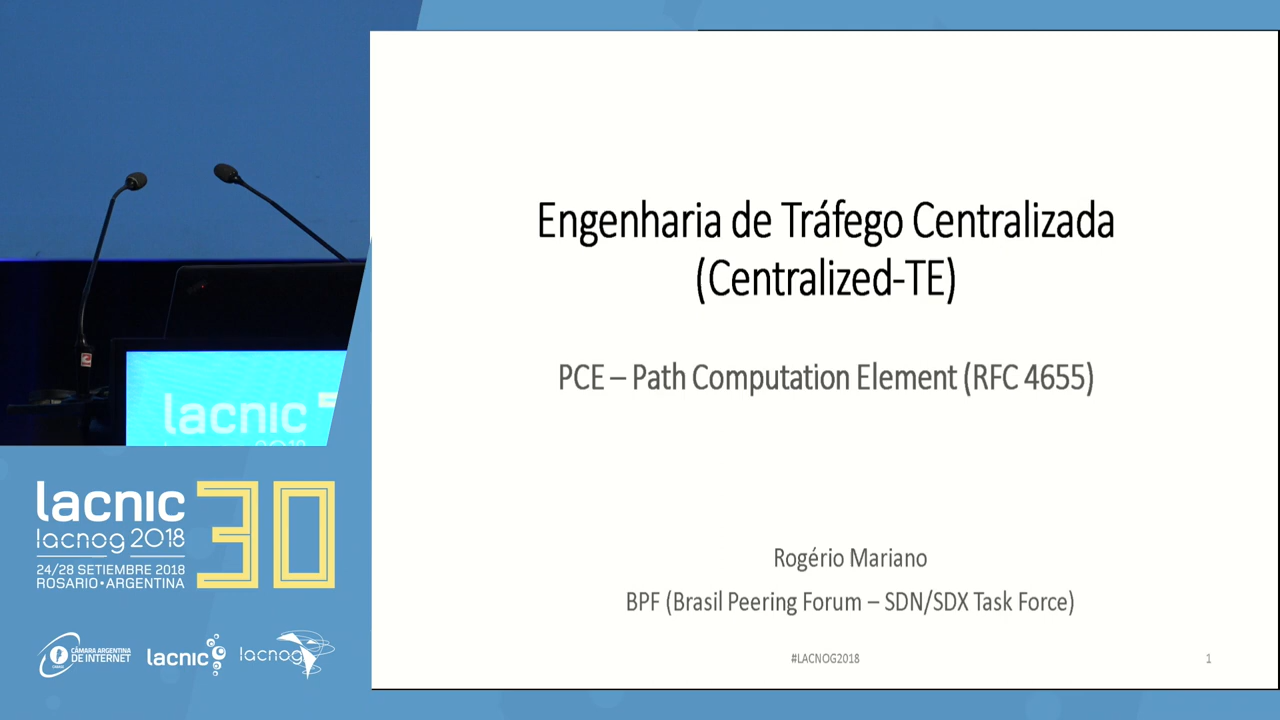 Engenharia de Tráfego Centralizada
(Centralized-TE)
PCE – Path Computation Element (RFC 4655)
Rogério Mariano
BPF (Brasil Peering Forum – SDN/SDX Task Force)
#LACNOG2018
1
lacnic
lacnic 30
lacnog 2018
24/28 SETIEMBRE 2018
ROSARIO•ARGENTINA
CÁMARA ARGENTINA
DE INTERNET
lacnic
lacnog